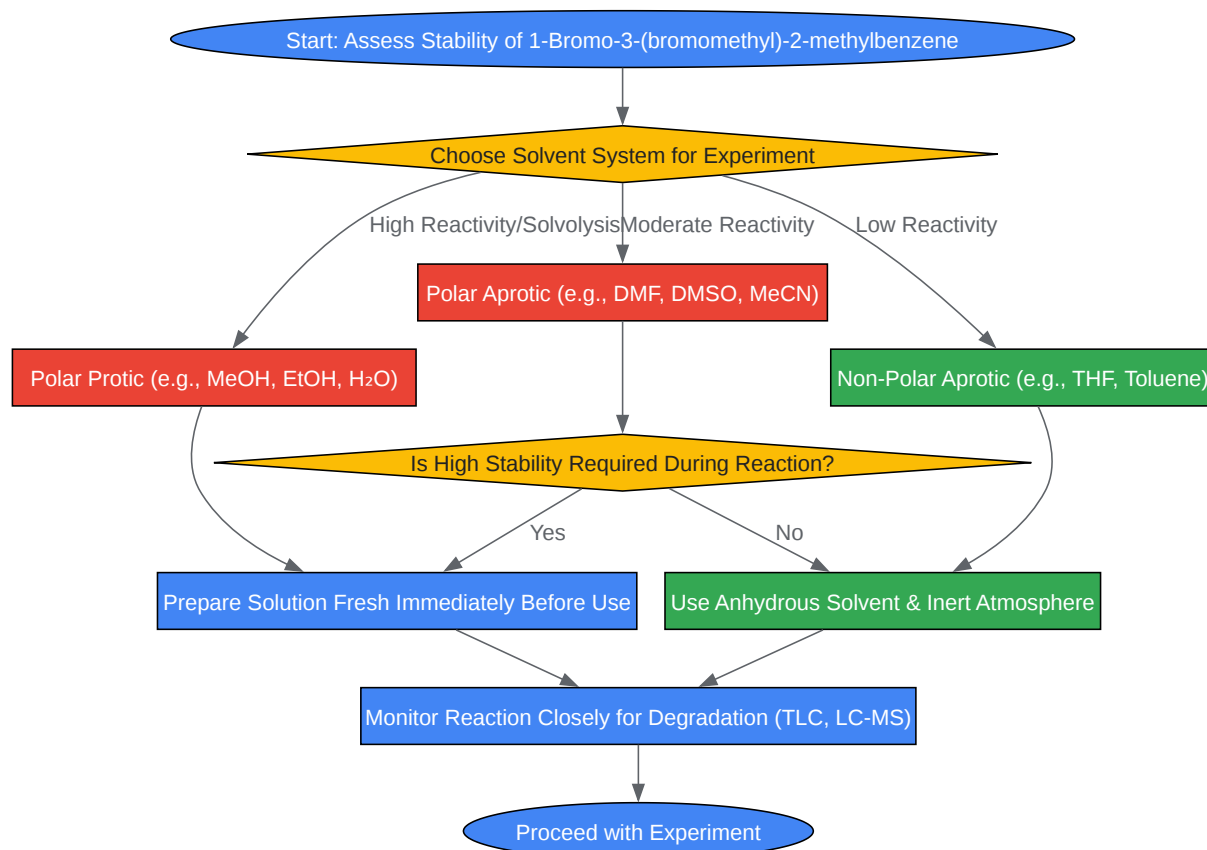 Start: Assess Stability of 1-Bromo-3-(bromomethyl)-2-methylbenzene
Choose Solvent System for Experiment
High Reactivity/Solvolysis
Moderate Reactivity
Low Reactivity
Polar Aprotic (e.g., DMF, DMSO, MeCN)
Polar Protic (e.g., MeOH, EtOH, H₂O)
Non-Polar Aprotic (e.g., THF, Toluene)
Is High Stability Required During Reaction?
Yes
No
Prepare Solution Fresh Immediately Before Use
Use Anhydrous Solvent & Inert Atmosphere
Monitor Reaction Closely for Degradation (TLC, LC-MS)
Proceed with Experiment